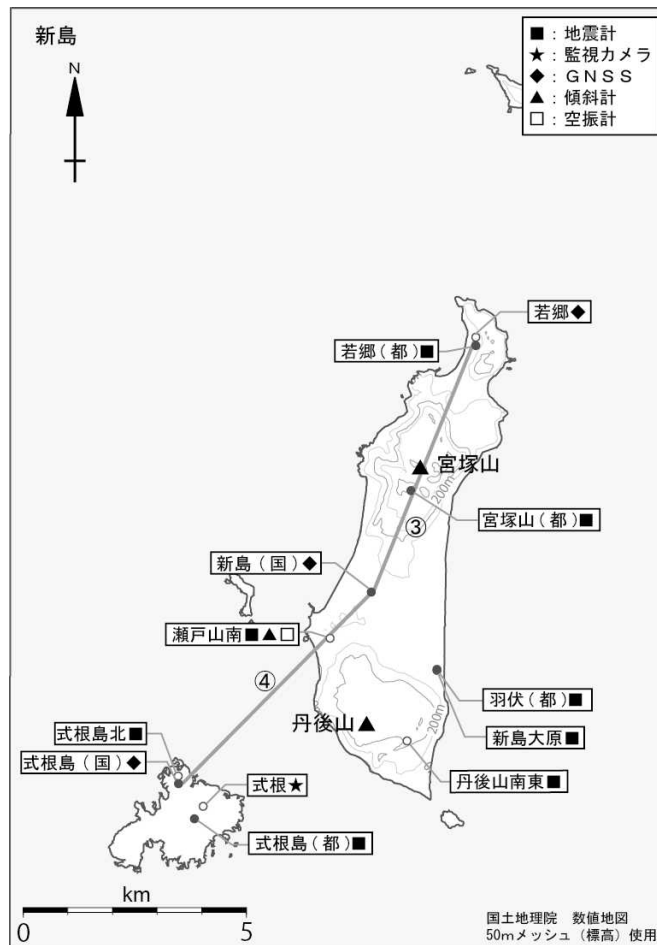 新島
■：地震計
★：監視カメラ
◆：ＧＮＳＳ
▲：傾斜計
□：空振計
N
若郷◆
若郷（都）■
宮塚山
200m
宮塚山（都）■
③
新島（国）◆
瀬戸山南■▲□
④
羽伏（都）■
丹後山
200m
式根島北■
新島大原■
式根島（国）◆
式根★
丹後山南東■
式根島（都）■
km
0
5
国土地理院　数値地図
50mメッシュ（標高）使用